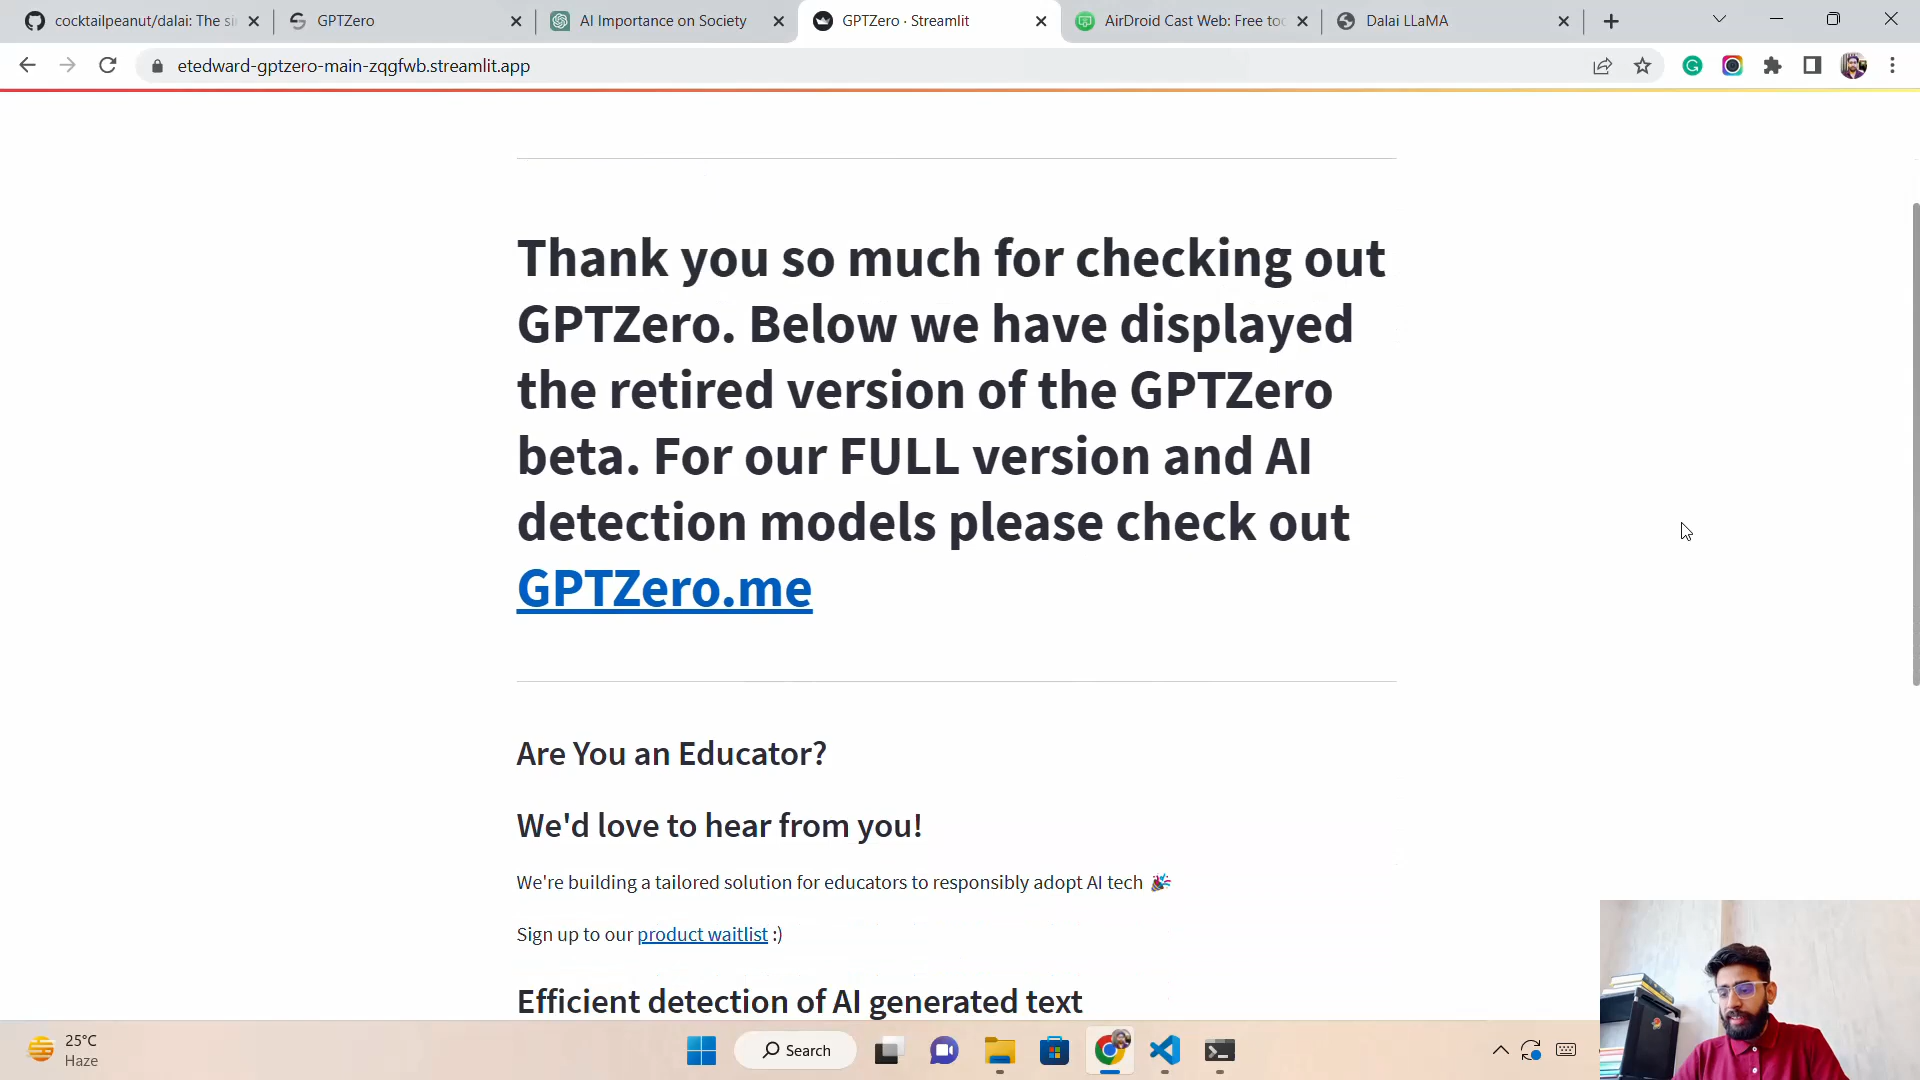 cocktailpeanut/dalai: The si
GPTZero
AI Importance on Society
GPTZero · Streamlit
AirDroid Cast Web: Free too
Dalai LLaMA
etedward-gptzero-main-zqgfwb.streamlit.app
Thank you so much for checking out
GPTZero. Below we have displayed
the retired version of the GPTZero
beta. For our FULL version and AI
detection models please check out
GPTZero.me
Are You an Educator?
We'd love to hear from you!
We're building a tailored solution for educators to responsibly adopt AI tech 🎉
Sign up to our product waitlist :)
Efficient detection of AI generated text
25°C
Haze
Search